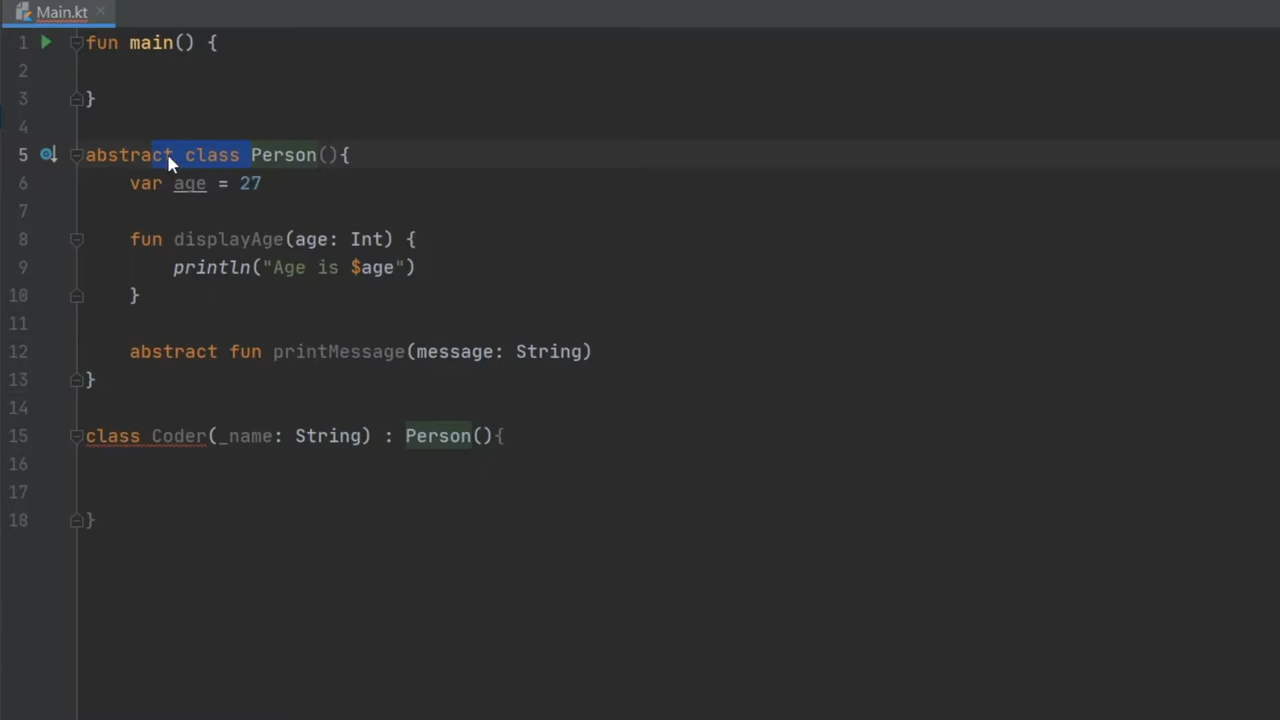 Main.kt
1 fun main() {
2
3 }
4
5 abstract class Person(){
6 var age = 27
7
8 fun displayAge(age: Int) {
9 println("Age is $age")
10 }
11
12 abstract fun printMessage(message: String)
13 }
14
15 class Coder(_name: String) : Person(){
16
17
18 }